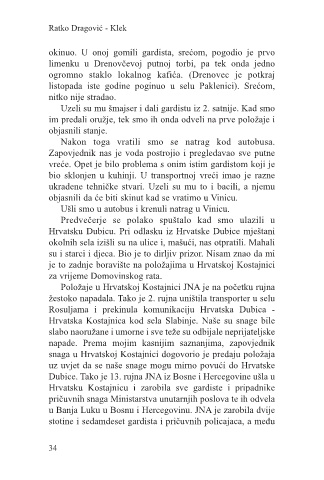 Ratko Dragović - Klek
okinuo. U onoj gomili gardista, srećom, pogodio je prvo
limenku u Drenovčevoj putnoj torbi, pa tek onda jedno
ogromno staklo lokalnog kafića. (Drenovec je potkraj
listopada iste godine poginuo u selu Paklenici). Srećom,
nitko nije stradao.
Uzeli su mu šmajser i dali gardistu iz 2. satnije. Kad smo
im predali oružje, tek smo ih onda odveli na prve položaje i
objasnili stanje.
Nakon toga vratili smo se natrag kod autobusa.
Zapovjednik nas je voda postrojio i pregledavao sve putne
vreće. Opet je bilo problema s onim istim gardistom koji je
bio sklonjen u kuhinji. U transportnoj vreći imao je razne
ukradene tehničke stvari. Uzeli su mu to i bacili, a njemu
objasnili da će biti skinut kad se vratimo u Vinicu.
Ušli smo u autobus i krenuli natrag u Vinicu.
Predvečerje se polako spuštalo kad smo ulazili u
Hrvatsku Dubicu. Pri odlasku iz Hrvatske Dubice mještani
okolnih sela izišli su na ulice i, mašući, nas otpratili. Mahali
su i starci i djeca. Bio je to dirljiv prizor. Nisam znao da mi
je to zadnje boravište na položajima u Hrvatskoj Kostajnici
za vrijeme Domovinskog rata.
Položaje u Hrvatskoj Kostajnici JNA je na početku rujna
žestoko napadala. Tako je 2. rujna uništila transporter u selu
Rosuljama i prekinula komunikaciju Hrvatska Dubica -
Hrvatska Kostajnica kod sela Slabinje. Naše su snage bile
slabo naoružane i umorne i sve teže su odbijale neprijateljske
napade. Prema mojim kasnijim saznanjima, zapovjednik
snaga u Hrvatskoj Kostajnici dogovorio je predaju položaja
uz uvjet da se naše snage mogu mirno povući do Hrvatske
Dubice. Tako je 13. rujna JNA iz Bosne i Hercegovine ušla u
Hrvatsku Kostajnicu i zarobila sve gardiste i pripadnike
pričuvnih snaga Ministarstva unutarnjih poslova te ih odvela
u Banja Luku u Bosnu i Hercegovinu. JNA je zarobila dvije
stotine i sedamdeset gardista i pričuvnih policajaca, a među
34